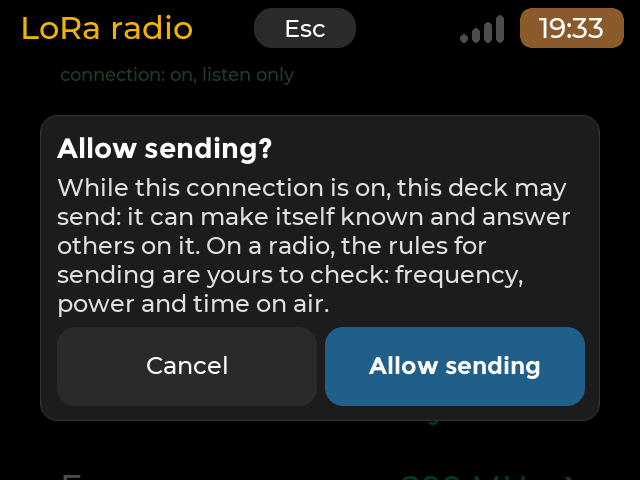 LoRa radio
Esc
19:33
connection: on, listen only
Allow sending?
While this connection is on, this deck may
send: it can make itself known and answer
others on it. On a radio, the rules for
sending are yours to check: frequency,
power and time on air.
Cancel
Allow sending